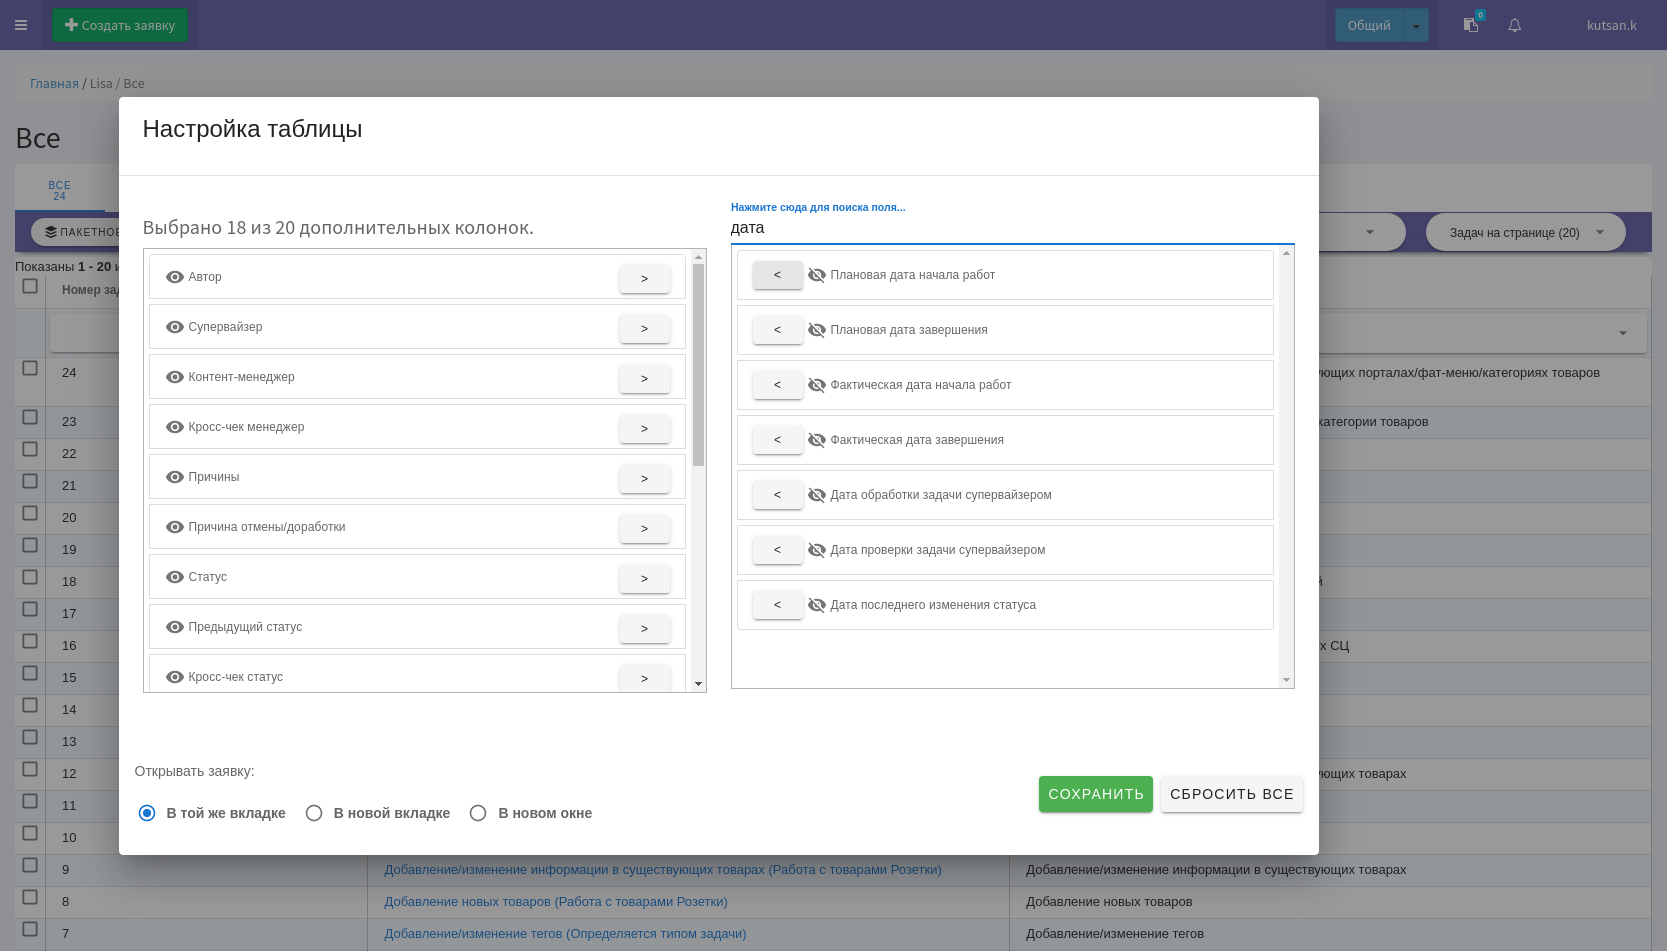 Создать заявку
Общий
0
kutsan.k
Главная / Lisa / Все
Все
ВСЕ
24
Настройка таблицы
Выбрано 18 из 20 дополнительных колонок.
Автор >
Супервайзер >
Контент-менеджер >
Кросс-чек менеджер >
Причины >
Причина отмены/доработки >
Статус >
Предыдущий статус >
Кросс-чек статус >
Нажмите сюда для поиска поля...
дата
< Плановая дата начала работ
< Плановая дата завершения
< Фактическая дата начала работ
< Фактическая дата завершения
< Дата обработки задачи супервайзером
< Дата проверки задачи супервайзером
< Дата последнего изменения статуса
Открывать заявку:
В той же вкладке В новой вкладке В новом окне
СОХРАНИТЬ СБРОСИТЬ ВСЕ
Задач на странице (20)
Показаны 1 - 20
Номер
24 порталах/фат-меню/категориях товаров
23 категории товаров
22
21
20
19
18
17
16 СЦ
15
14
13
12 товарах
11
10
9 Добавление/изменение информации в существующих товарах (Работа с товарами Розетки) Добавление/изменение информации в существующих товарах
8 Добавление новых товаров (Работа с товарами Розетки) Добавление новых товаров
7 Добавление/изменение тегов (Определяется типом задачи) Добавление/изменение тегов